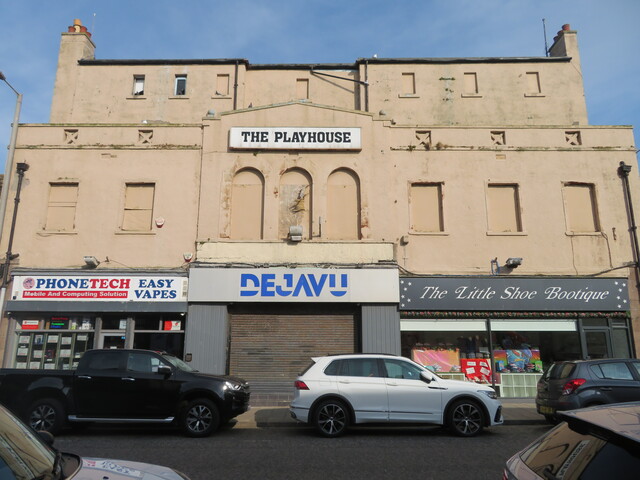 THE PLAYHOUSE
PHONETECH
Mobile And Computing Solution
EASY
VAPES
DEJAVU
The Little Shoe Bootique